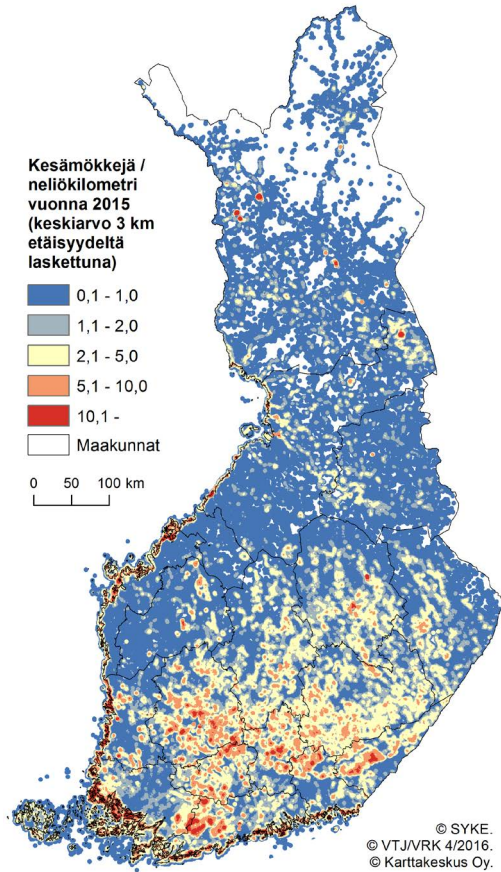 Kesämökkejä /
neliökilometri
vuonna 2015
(keskiarvo 3 km
etäisyydeltä
laskettuna)
0,1 - 1,0
1,1 - 2,0
2,1 - 5,0
5,1 - 10,0
10,1 -
Maakunnat
0 50 100 km
© SYKE.
© VTJ/VRK 4/2016.
© Karttakeskus Oy.